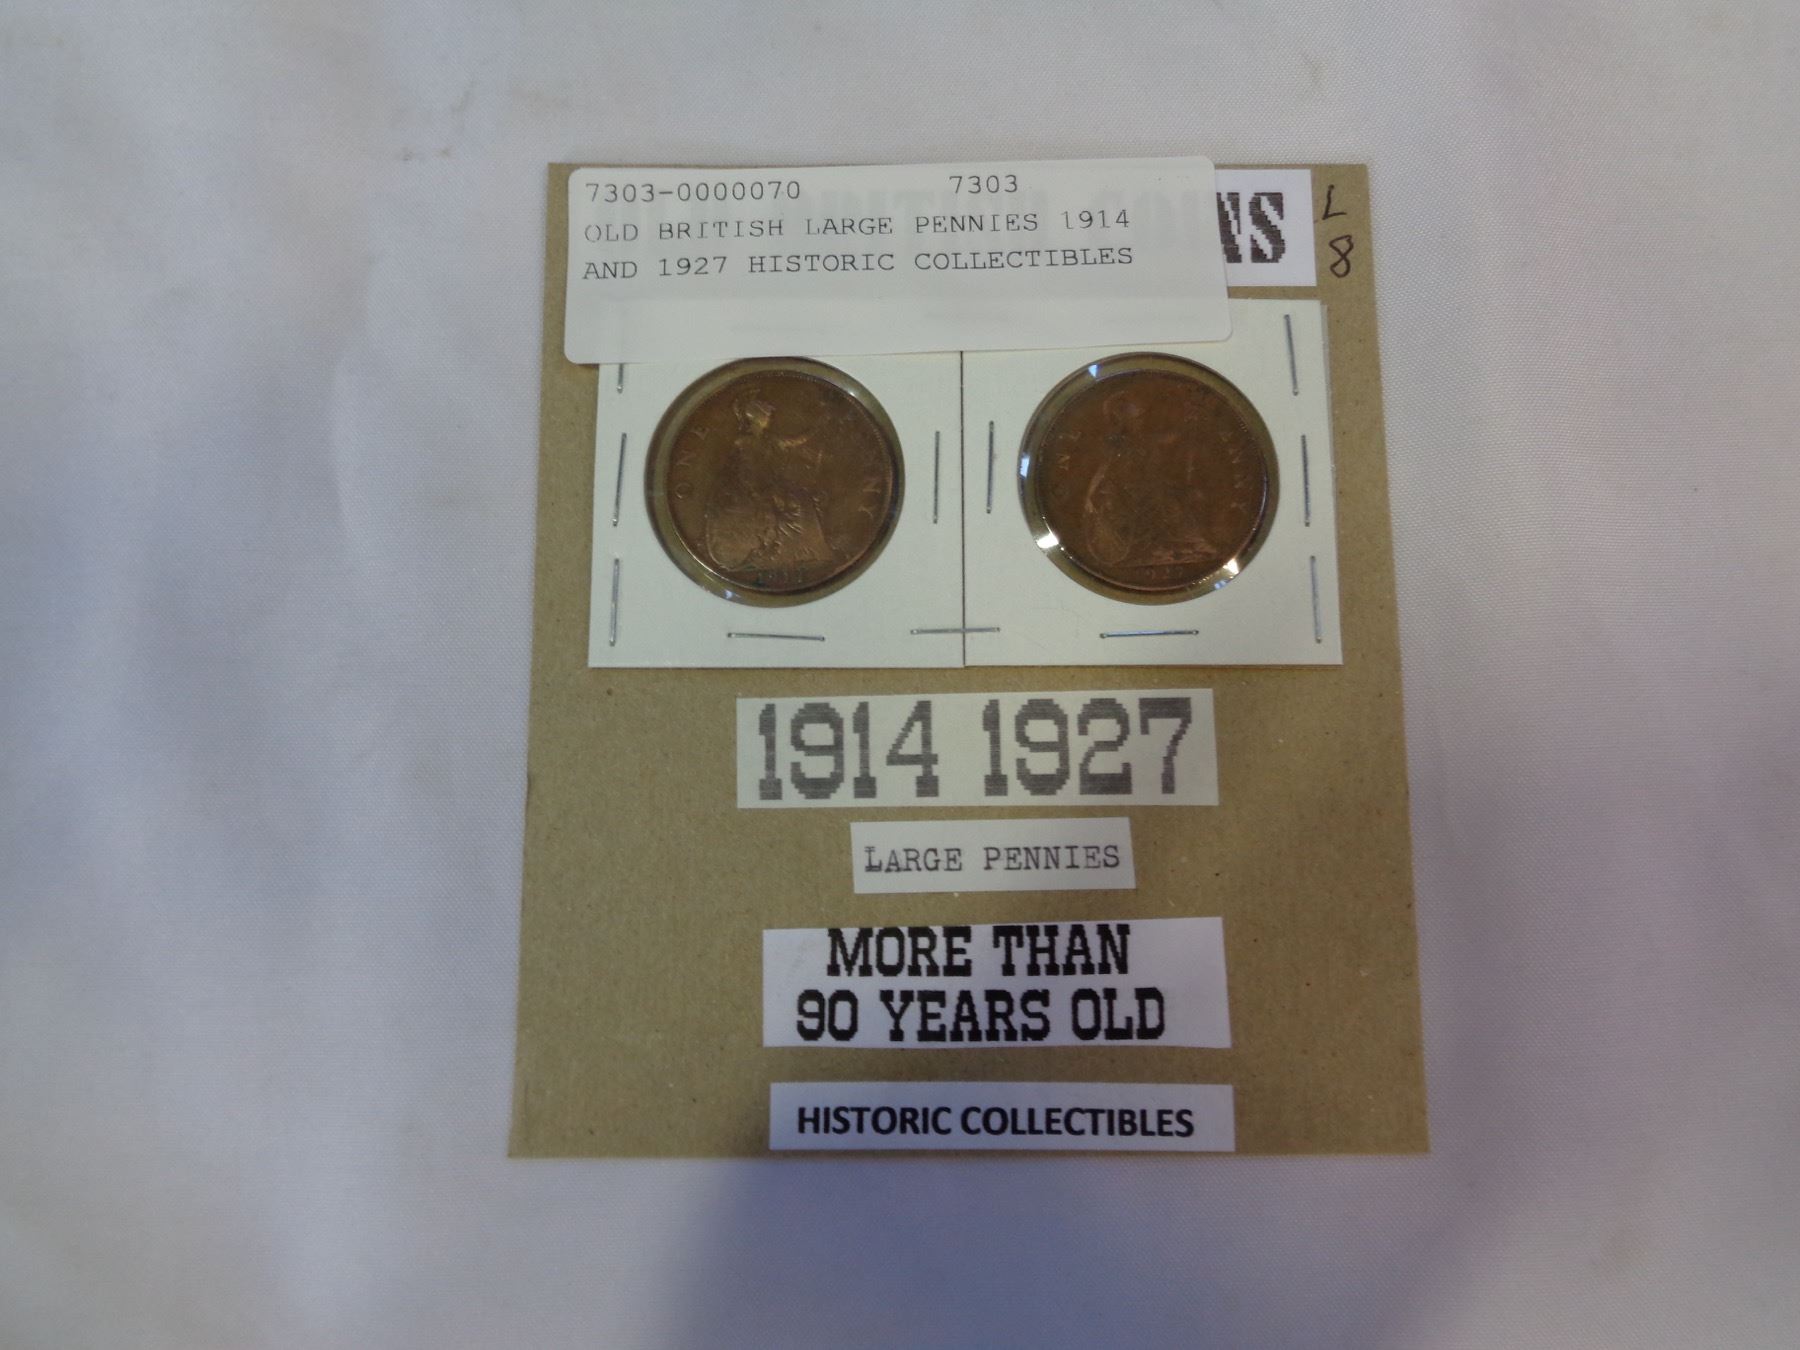 7303-0000070 7303
OLD BRITISH LARGE PENNIES 1914
AND 1927 HISTORIC COLLECTIBLES
L
8
ONE PENNY
ONE PENNY
1927
1914 1927
LARGE PENNIES
MORE THAN
90 YEARS OLD
HISTORIC COLLECTIBLES